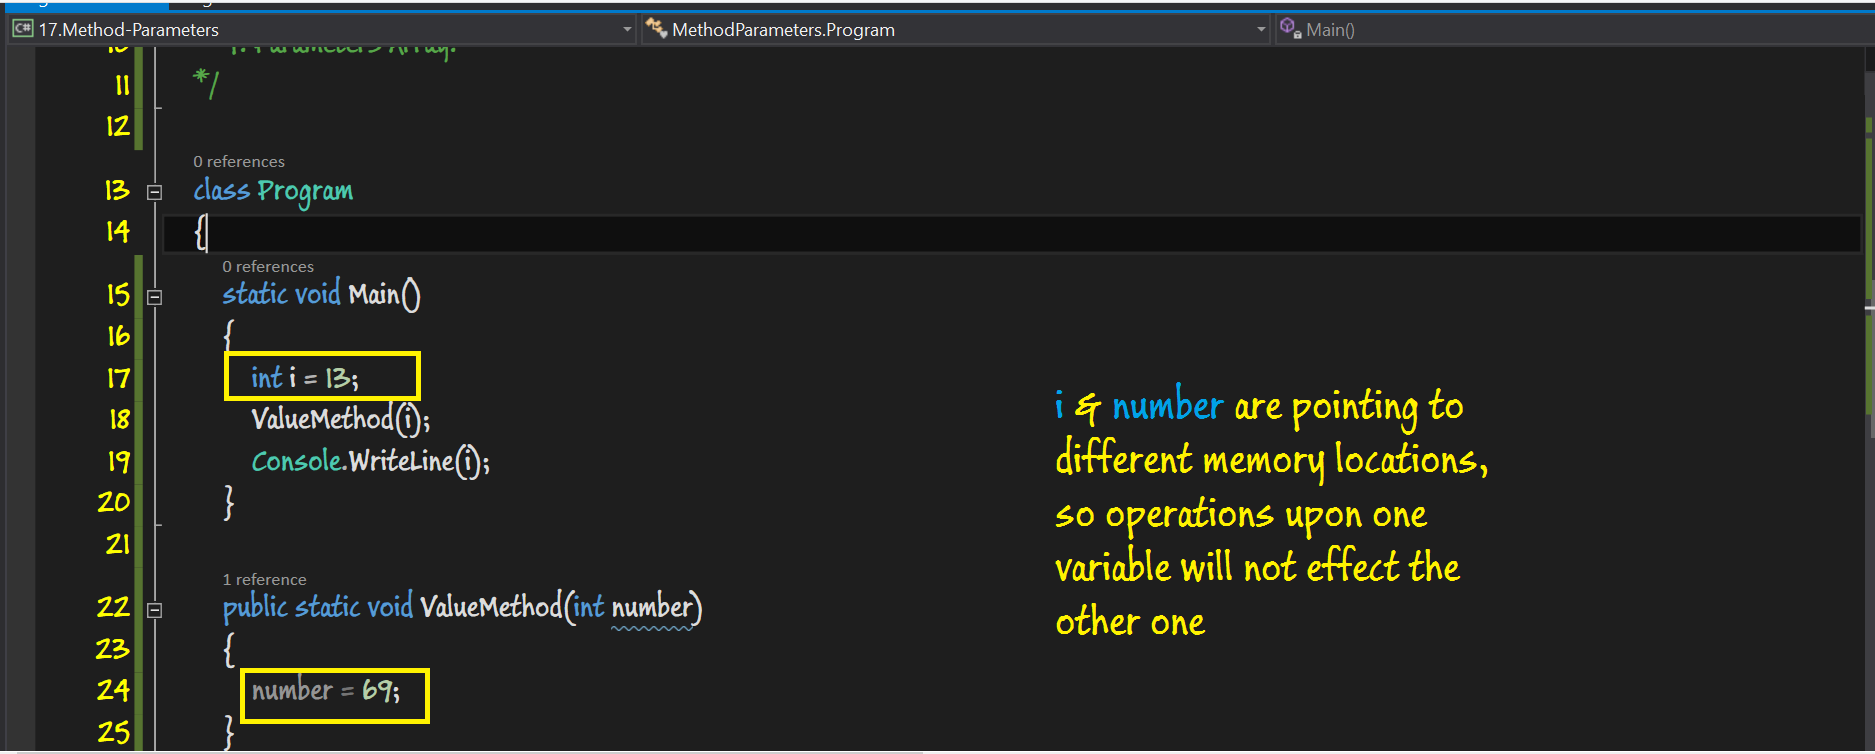 17.Method-Parameters MethodParameters.Program Main()
11 */
12
0 references
13 class Program
14 {
0 references
15 static void Main()
16 {
17 int i = 13;
18 ValueMethod(i);
19 Console.WriteLine(i);
20 }
21
1 reference
22 public static void ValueMethod(int number)
23 {
24 number = 69;
25 }
i & number are pointing to
different memory locations,
so operations upon one
variable will not effect the
other one